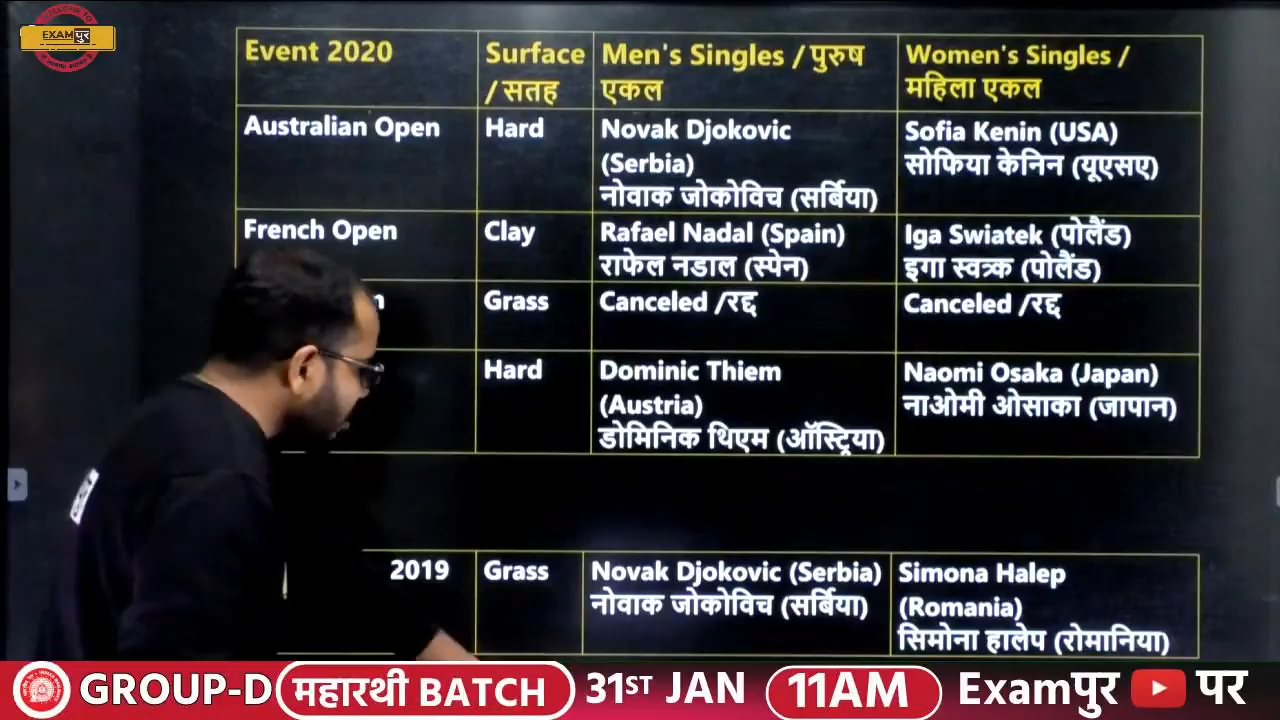 EXAMपुर
Event 2020
Surface
/ सतह
Men's Singles / पुरुष
एकल
Women's Singles /
महिला एकल
Australian Open
Hard
Novak Djokovic
(Serbia)
नोवाक जोकोविच (सर्बिया)
Sofia Kenin (USA)
सोफिया केनिन (यूएसए)
French Open
Clay
Rafael Nadal (Spain)
राफेल नडाल (स्पेन)
Iga Swiatek (पोलैंड)
इगा स्वत्र्क (पोलैंड)
Grass
Canceled /रद्द
Canceled /रद्द
Hard
Dominic Thiem
(Austria)
डोमिनिक थिएम (ऑस्ट्रिया)
Naomi Osaka (Japan)
नाओमी ओसाका (जापान)
2019
Grass
Novak Djokovic (Serbia)
नोवाक जोकोविच (सर्बिया)
Simona Halep
(Romania)
सिमोना हालेप (रोमानिया)
GROUP-D महारथी BATCH 31ST JAN 11AM Examपुर पर